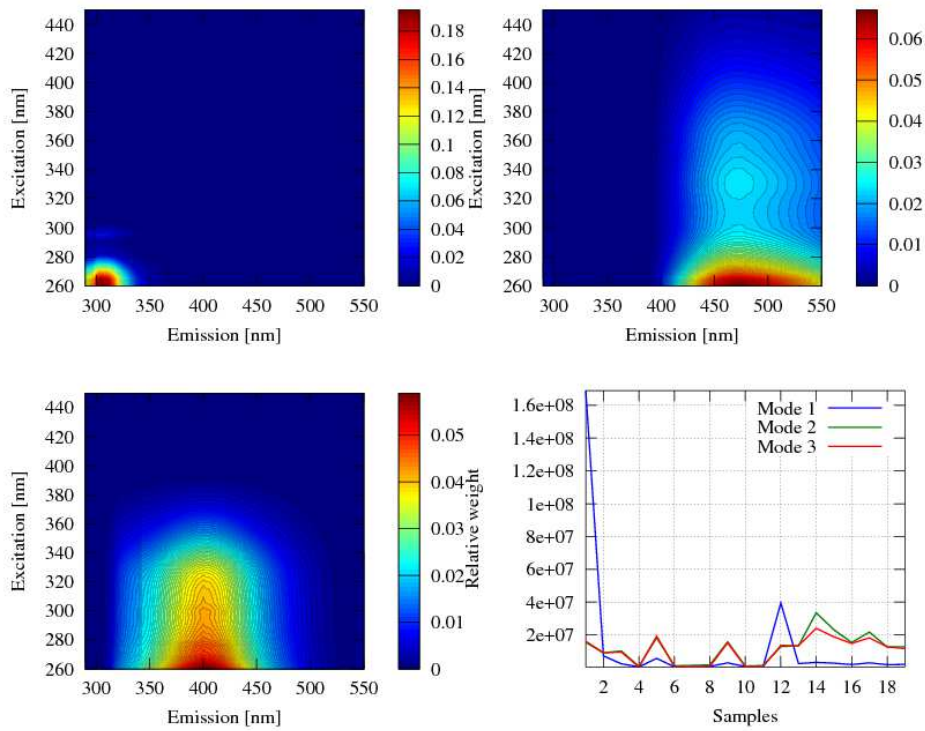 440
420
400
380
360
340
320
300
280
260
Excitation [nm]
300 350 400 450 500 550
Emission [nm]
0.18
0.16
0.14
0.12
0.1
0.08
0.06
0.04
0.02
0
440
420
400
380
360
340
320
300
280
260
Excitation [nm]
300 350 400 450 500 550
Emission [nm]
0.06
0.05
0.04
0.03
0.02
0.01
0
440
420
400
380
360
340
320
300
280
260
Excitation [nm]
300 350 400 450 500 550
Emission [nm]
0.05
0.04
0.03
0.02
0.01
0
Relative weight
1.6e+08
1.4e+08
1.2e+08
1e+08
8e+07
6e+07
4e+07
2e+07
Mode 1
Mode 2
Mode 3
2 4 6 8 10 12 14 16 18
Samples